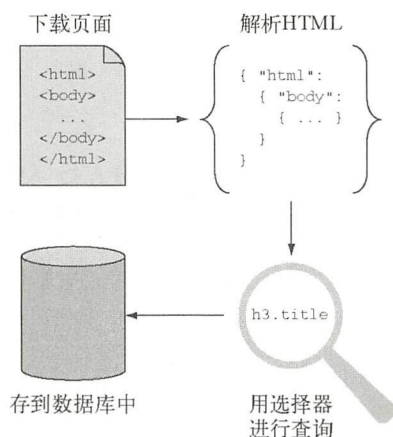 下载页面
解析HTML
<html>
<body>
...
</body>
</html>
{ "html":
{ "body":
{ ... }
}
}
h3.title
存到数据库中
用选择器
进行查询